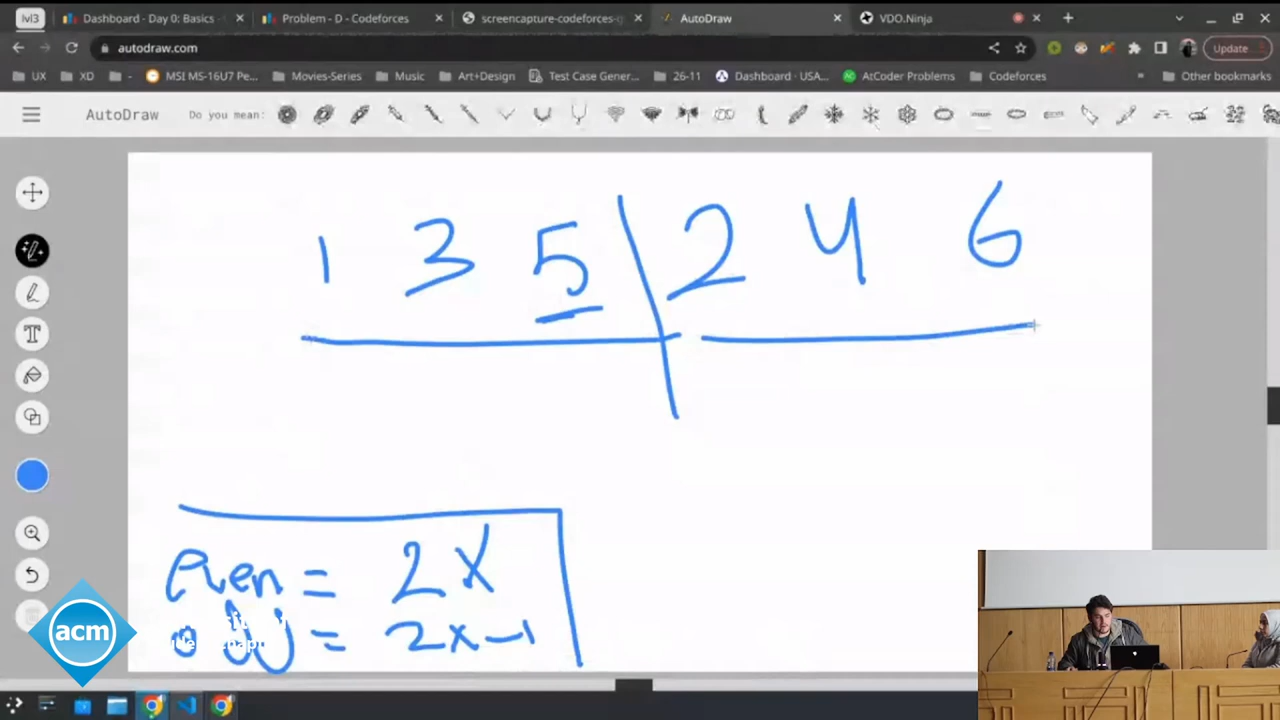 lvl3
Dashboard - Day 0: Basics -
Problem - D - Codeforces
screencapture-codeforces-g
AutoDraw
VDO.Ninja
autodraw.com
Update
UX
XD
-
MSI MS-16U7 Pe...
Movies-Series
Music
Art+Design
Test Case Gener...
26-11
Dashboard · USA...
AtCoder Problems
Codeforces
»
Other bookmarks
AutoDraw
Do you mean:
1 3 5 2 4 6
even = 2x
= 2x-1
acm